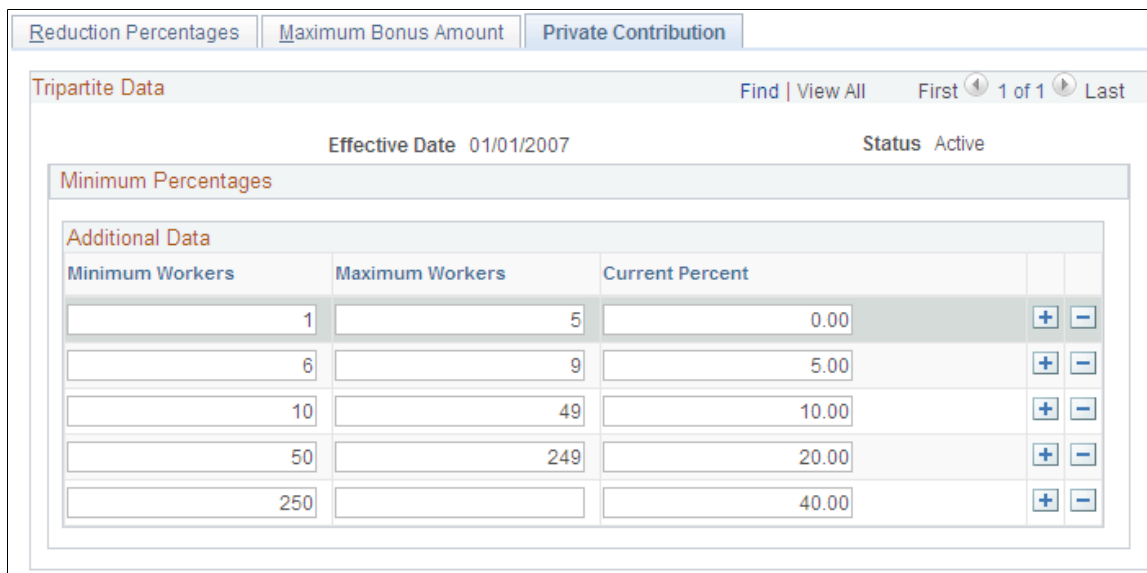 Reduction Percentages Maximum Bonus Amount Private Contribution
Tripartite Data Find | View All First 1 of 1 Last
Effective Date 01/01/2007 Status Active
Minimum Percentages
Additional Data
Minimum Workers Maximum Workers Current Percent
1 5 0.00
6 9 5.00
10 49 10.00
50 249 20.00
250 40.00